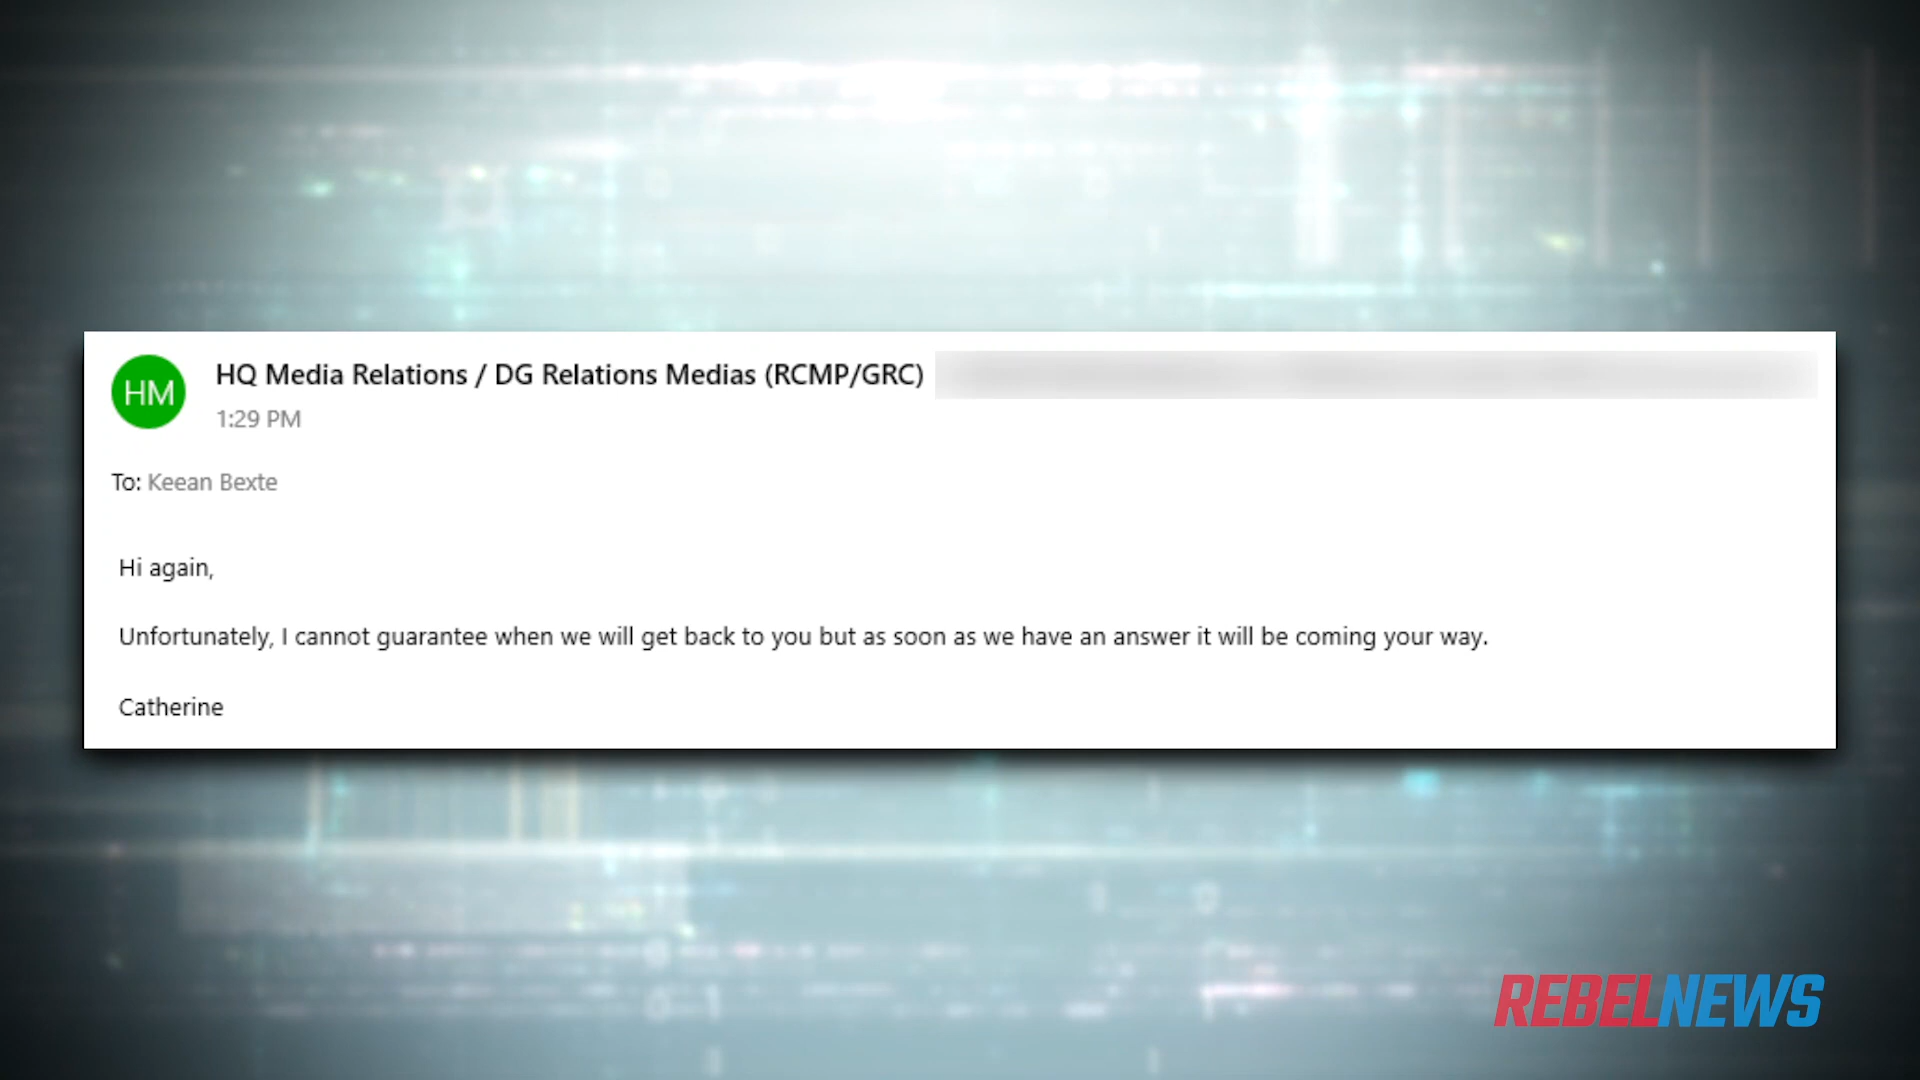 HM
HQ Media Relations / DG Relations Medias (RCMP/GRC)
1:29 PM
To: Keean Bexte
Hi again,
Unfortunately, I cannot guarantee when we will get back to you but as soon as we have an answer it will be coming your way.
Catherine
REBELNEWS